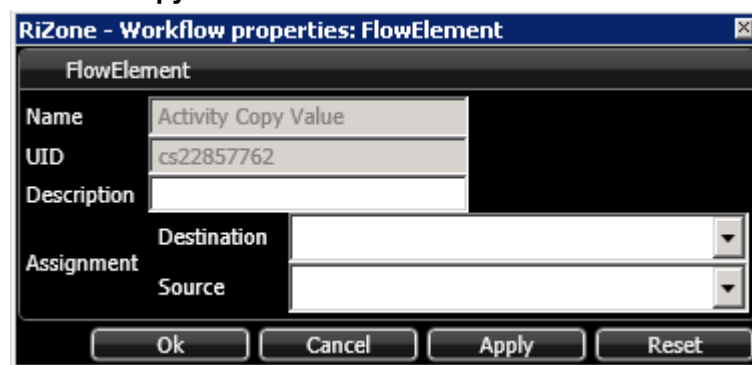 RiZone - Workflow properties: FlowElement
FlowElement
Name Activity Copy Value
UID cs22857762
Description
Destination
Assignment
Source
Ok Cancel Apply Reset